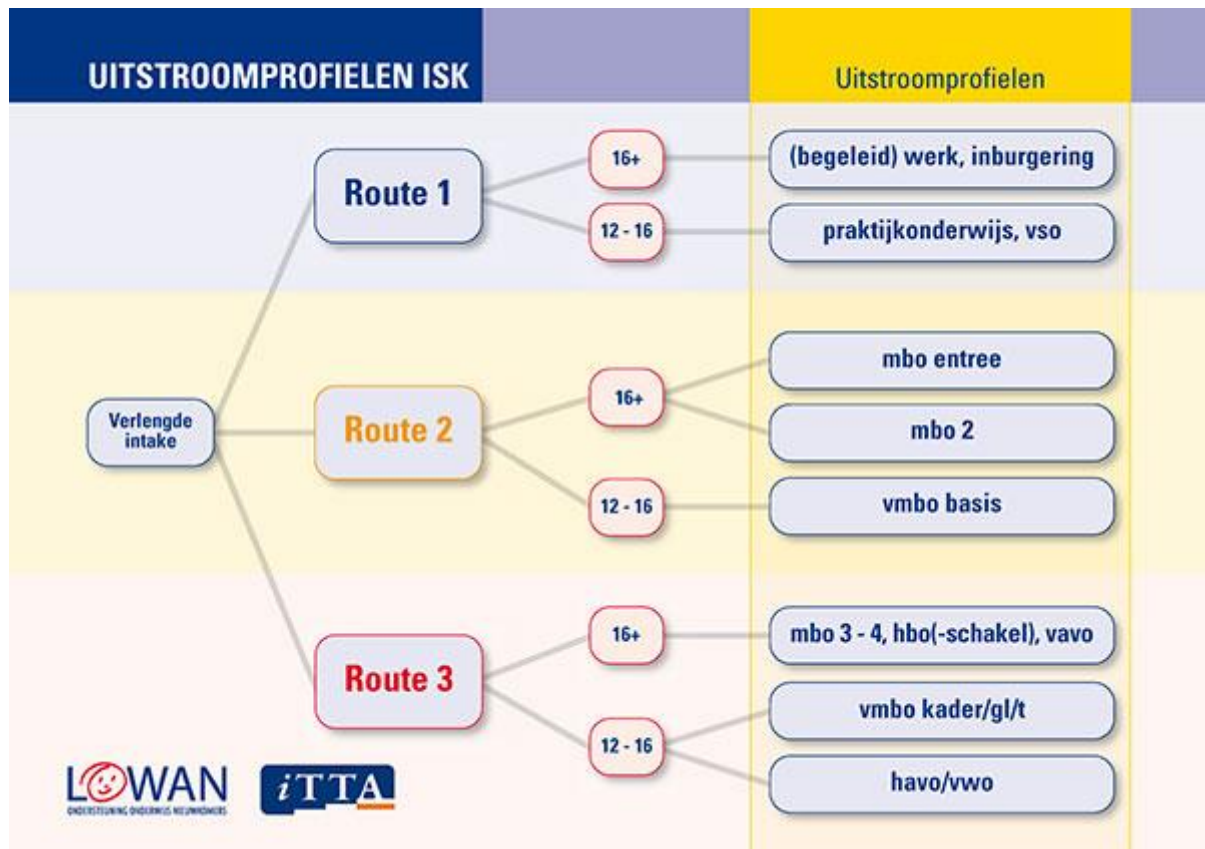 UITSTROOMPROFIELEN ISK
Uitstroomprofielen
Route 1
16+
(begeleid) werk, inburgering
12 - 16
praktijkonderwijs, vso
Verlengde
intake
Route 2
16+
mbo entree
mbo 2
12 - 16
vmbo basis
Route 3
16+
mbo 3 - 4, hbo(-schakel), vavo
12 - 16
vmbo kader/gl/t
havo/vwo
LOWAN
ONDERSTEUNING ONDERWIJS NIEUWKOMERS
iTTA